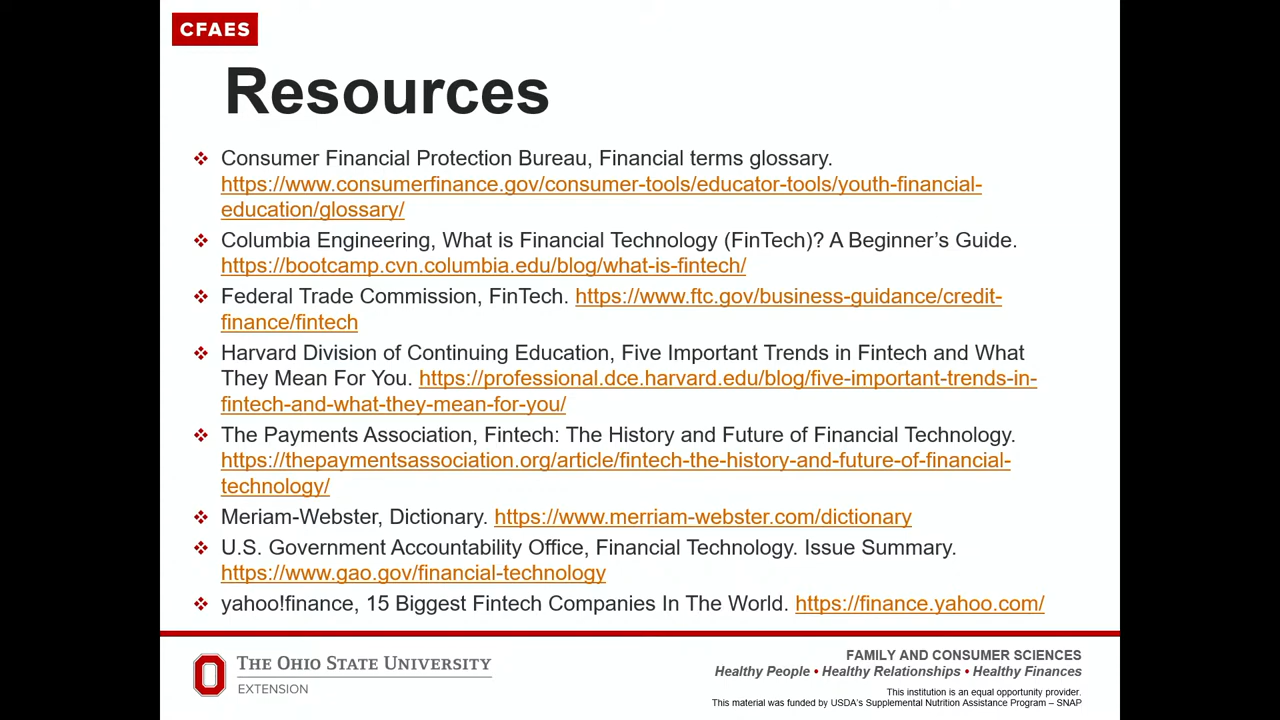 CFAES
Resources
❖ Consumer Financial Protection Bureau, Financial terms glossary.
https://www.consumerfinance.gov/consumer-tools/educator-tools/youth-financial-
education/glossary/
❖ Columbia Engineering, What is Financial Technology (FinTech)? A Beginner’s Guide.
https://bootcamp.cvn.columbia.edu/blog/what-is-fintech/
❖ Federal Trade Commission, FinTech. https://www.ftc.gov/business-guidance/credit-
finance/fintech
❖ Harvard Division of Continuing Education, Five Important Trends in Fintech and What
They Mean For You. https://professional.dce.harvard.edu/blog/five-important-trends-in-
fintech-and-what-they-mean-for-you/
❖ The Payments Association, Fintech: The History and Future of Financial Technology.
https://thepaymentsassociation.org/article/fintech-the-history-and-future-of-financial-
technology/
❖ Meriam-Webster, Dictionary. https://www.merriam-webster.com/dictionary
❖ U.S. Government Accountability Office, Financial Technology. Issue Summary.
https://www.gao.gov/financial-technology
❖ yahoo!finance, 15 Biggest Fintech Companies In The World. https://finance.yahoo.com/
THE OHIO STATE UNIVERSITY
EXTENSION
FAMILY AND CONSUMER SCIENCES
Healthy People • Healthy Relationships • Healthy Finances
This institution is an equal opportunity provider.
This material was funded by USDA’s Supplemental Nutrition Assistance Program – SNAP